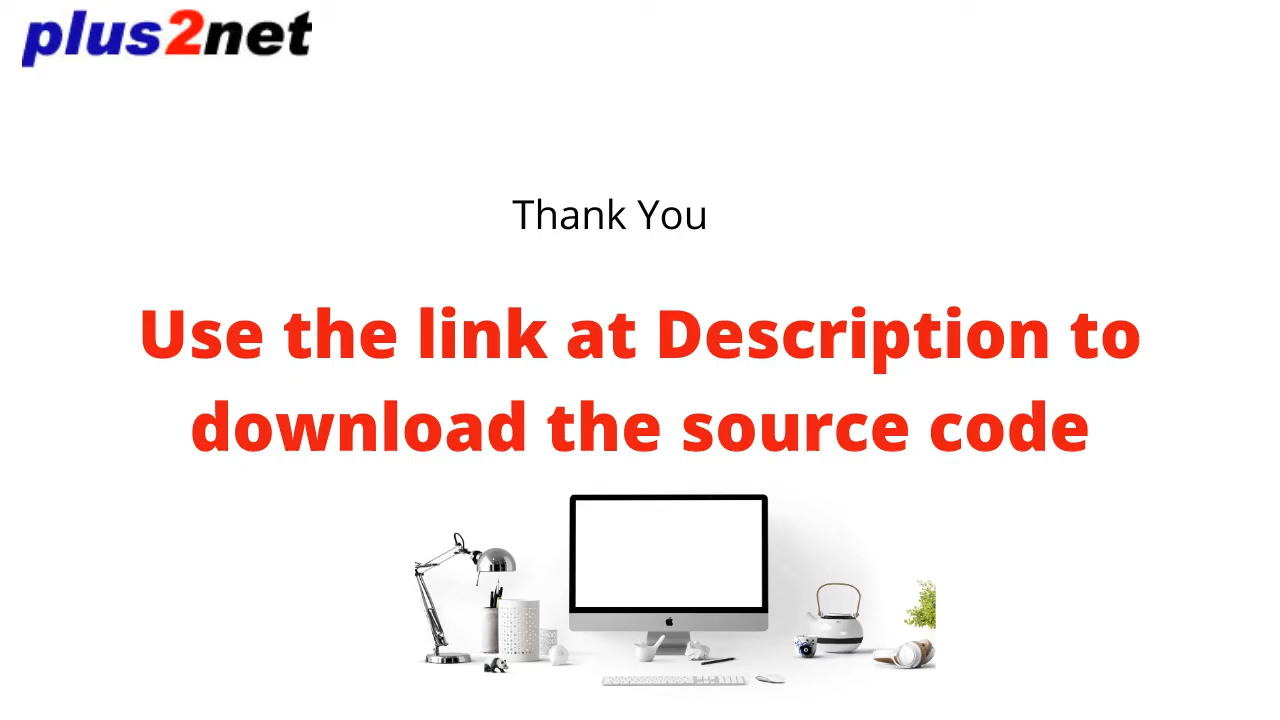 plus2net
Thank You
Use the link at Description to
download the source code